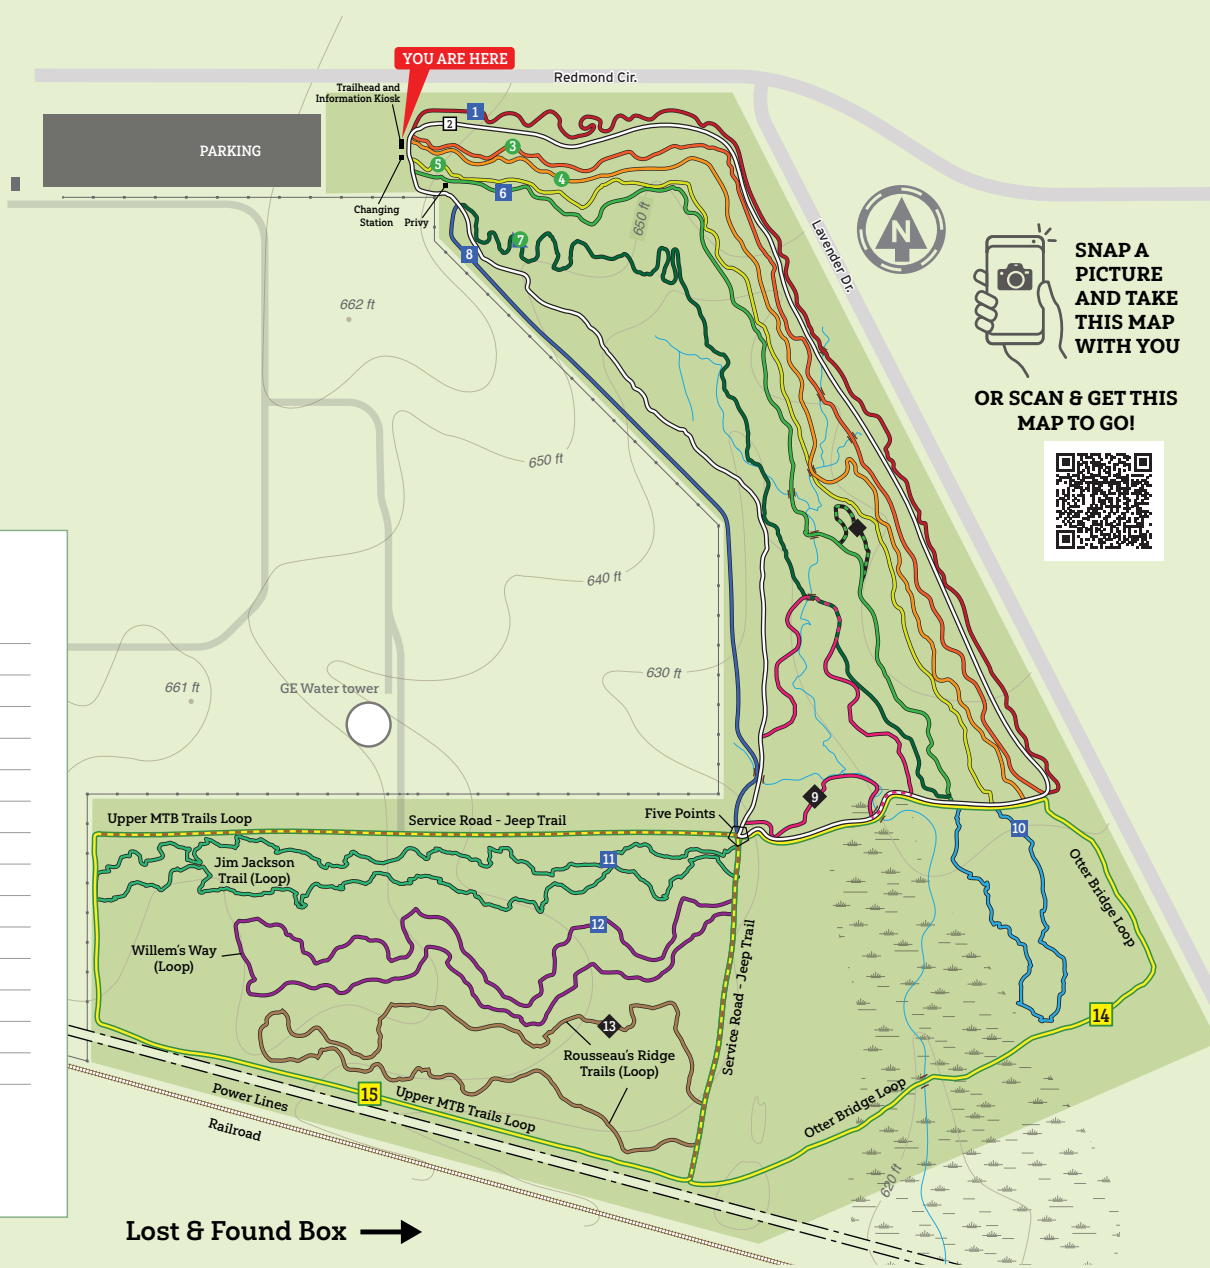 YOU ARE HERE
Redmond Cir.
Trailhead and
Information Kiosk
1
2
PARKING
3
5
4
6
Changing
Station
Privy
650 ft
7
8
Lavender Dr.
N
SNAP A
PICTURE
AND TAKE
THIS MAP
WITH YOU
662 ft
OR SCAN & GET THIS
MAP TO GO!
650 ft
640 ft
630 ft
661 ft
GE Water tower
9
Five Points
Upper MTB Trails Loop
Service Road - Jeep Trail
10
11
Jim Jackson
Trail (Loop)
Otter Bridge Loop
12
Willem's Way
(Loop)
Service Road - Jeep Trail
14
13
Rousseau's Ridge
Trails (Loop)
15
Upper MTB Trails Loop
Otter Bridge Loop
Power Lines
Railroad
620 ft
Lost & Found Box